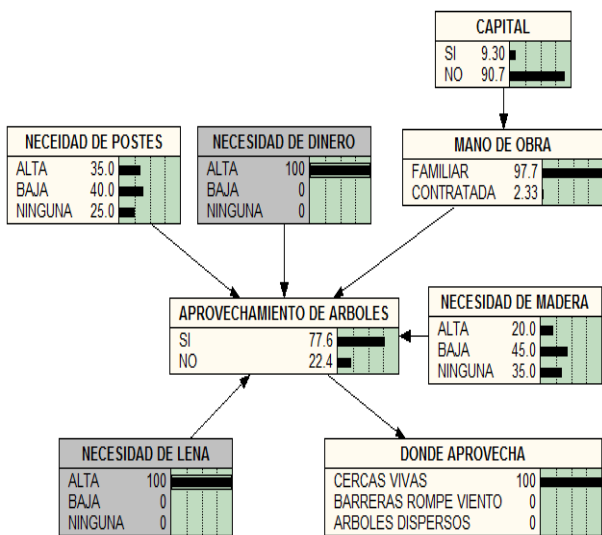 CAPITAL
SI 9.30
NO 90.7
NECEIDAD DE POSTES
ALTA 35.0
BAJA 40.0
NINGUNA 25.0
NECESIDAD DE DINERO
ALTA 100
BAJA 0
NINGUNA 0
MANO DE OBRA
FAMILIAR 97.7
CONTRATADA 2.33
APROVECHAMIENTO DE ARBOLES
SI 77.6
NO 22.4
NECESIDAD DE MADERA
ALTA 20.0
BAJA 45.0
NINGUNA 35.0
NECESIDAD DE LENA
ALTA 100
BAJA 0
NINGUNA 0
DONDE APROVECHA
CERCAS VIVAS 100
BARRERAS ROMPE VIENTO 0
ARBOLES DISPERSOS 0